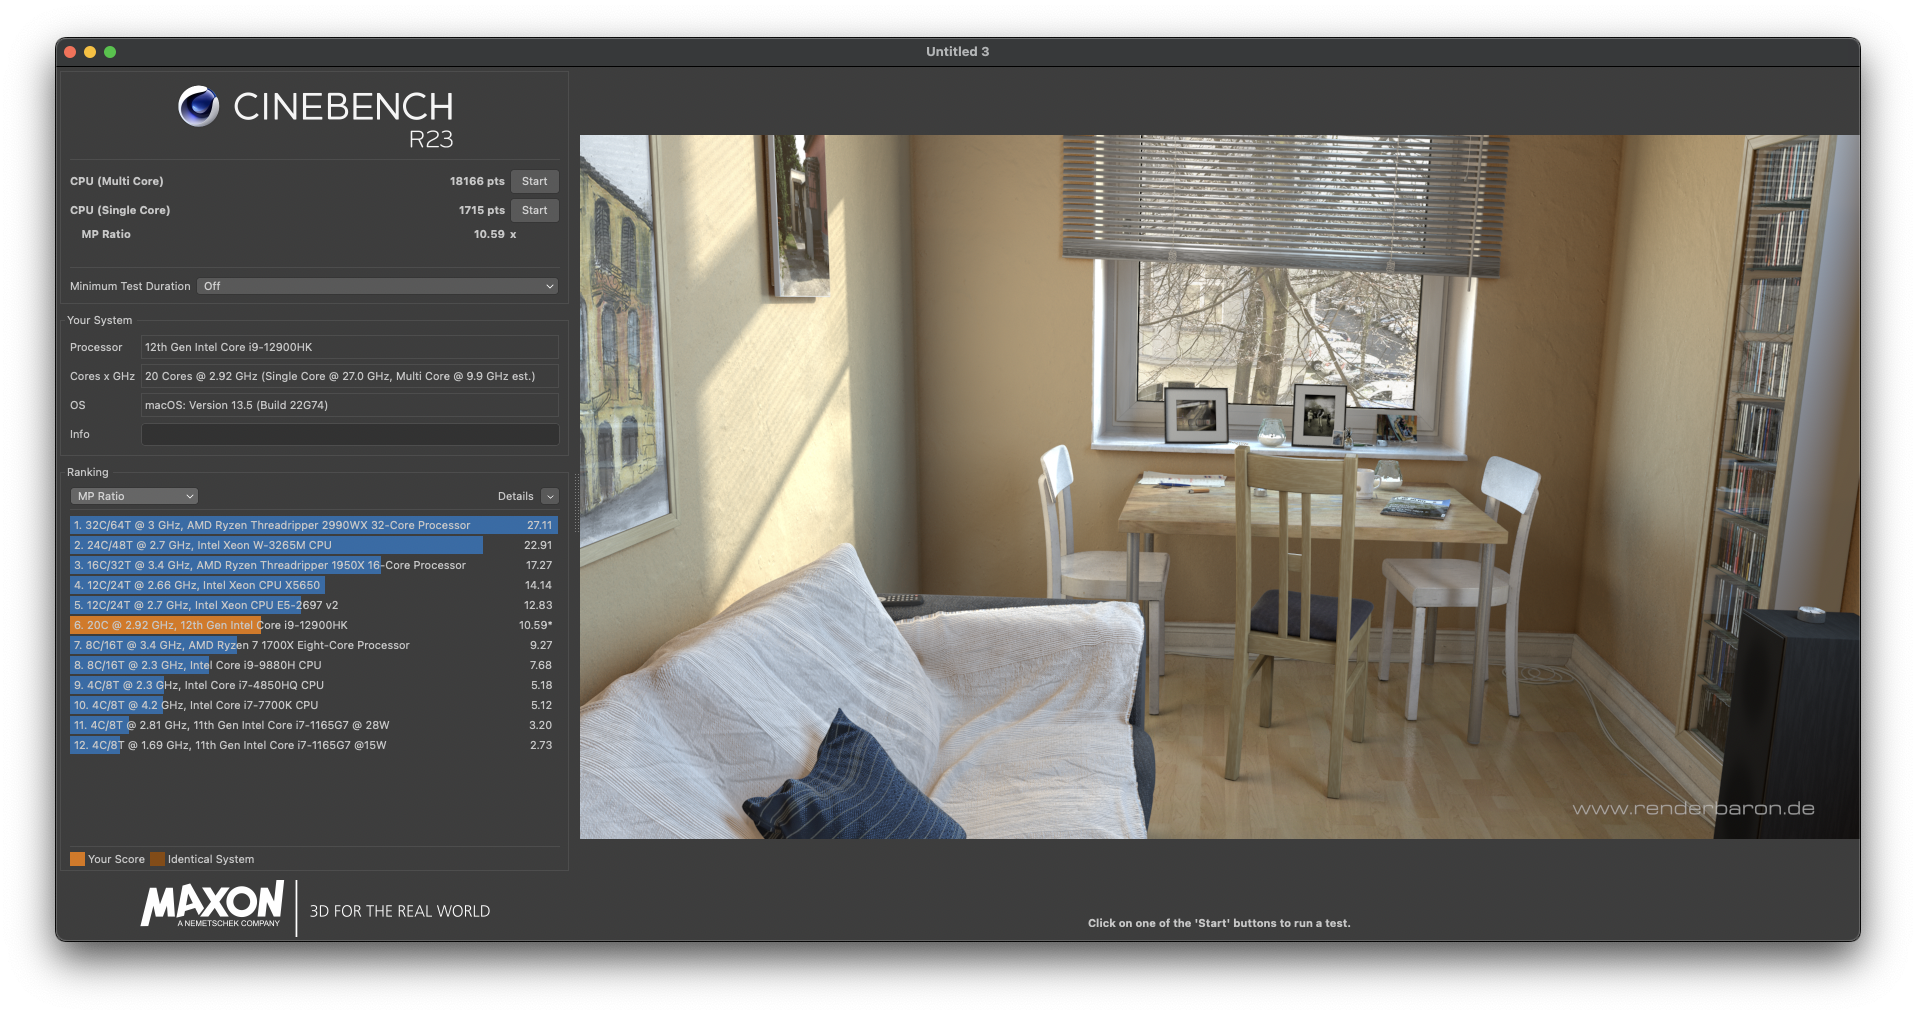 Untitled 3
CINEBENCH
R23
CPU (Multi Core) 18166 pts Start
CPU (Single Core) 1715 pts Start
MP Ratio 10.59 x
Minimum Test Duration Off
Your System
Processor 12th Gen Intel Core i9-12900HK
Cores x GHz 20 Cores @ 2.92 GHz (Single Core @ 27.0 GHz, Multi Core @ 9.9 GHz est.)
OS macOS: Version 13.5 (Build 22G74)
Info
Ranking
MP Ratio Details
1. 32C/64T @ 3 GHz, AMD Ryzen Threadripper 2990WX 32-Core Processor 27.11
2. 24C/48T @ 2.7 GHz, Intel Xeon W-3265M CPU 22.91
3. 16C/32T @ 3.4 GHz, AMD Ryzen Threadripper 1950X 16-Core Processor 17.27
4. 12C/24T @ 2.66 GHz, Intel Xeon CPU X5650 14.14
5. 12C/24T @ 2.7 GHz, Intel Xeon CPU E5-2697 v2 12.83
6. 20C @ 2.92 GHz, 12th Gen Intel Core i9-12900HK 10.59*
7. 8C/16T @ 3.4 GHz, AMD Ryzen 7 1700X Eight-Core Processor 9.27
8. 8C/16T @ 2.3 GHz, Intel Core i9-9880H CPU 7.68
9. 4C/8T @ 2.3 GHz, Intel Core i7-4850HQ CPU 5.18
10. 4C/8T @ 4.2 GHz, Intel Core i7-7700K CPU 5.12
11. 4C/8T @ 2.81 GHz, 11th Gen Intel Core i7-1165G7 @ 28W 3.20
12. 4C/8T @ 1.69 GHz, 11th Gen Intel Core i7-1165G7 @15W 2.73
Your Score Identical System
MAXON
A NEMETSCHEK COMPANY
3D FOR THE REAL WORLD
www.renderbaron.de
Click on one of the 'Start' buttons to run a test.